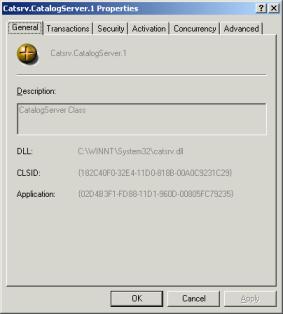 Catsrv.CatalogServer.1 Properties
General Transactions Security Activation Concurrency Advanced
Catsrv.CatalogServer.1
Description:
CatalogServer Class
DLL: C:\WINNT\System32\catsrv.dll
CLSID: {182C40F0-32E4-11D0-818B-00A0C9231C29}
Application: {02D4B3F1-FD88-11D1-960D-00805FC79235}
OK Cancel Apply